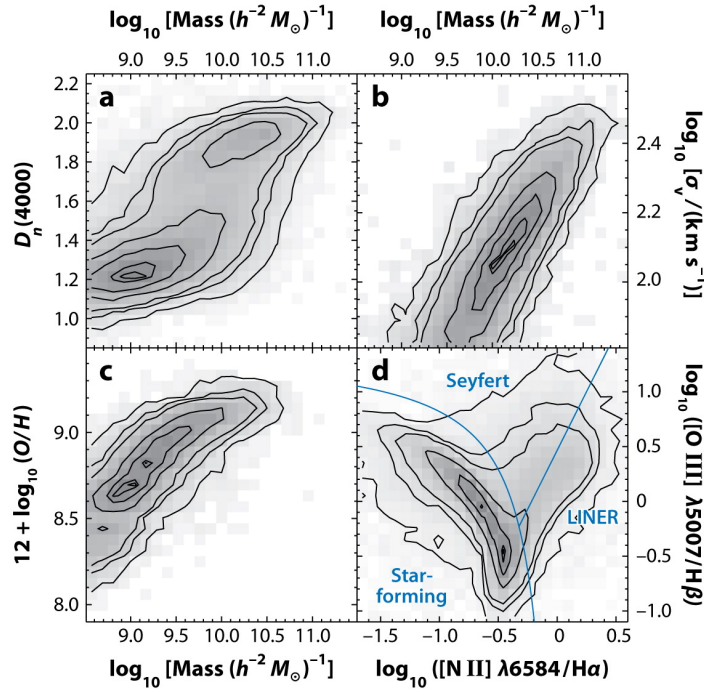 log₁₀ [Mass (h⁻² M⊙)⁻¹] log₁₀ [Mass (h⁻² M⊙)⁻¹]
9.0 9.5 10.0 10.5 11.0 9.0 9.5 10.0 10.5 11.0
a
2.2
2.0
1.8
1.6
1.4
1.2
1.0
Dₙ(4000)
b
2.4
2.2
2.0
log₁₀ [σᵥ/(km s⁻¹)]
c
9.0
8.5
8.0
12 + log₁₀ (O/H)
d
Seyfert
LINER
Star-
forming
1.0
0.5
0
−0.5
−1.0
log₁₀ ([O III] λ5007/Hβ)
9.0 9.5 10.0 10.5 11.0 −1.5 −1.0 −0.5 0 0.5
log₁₀ [Mass (h⁻² M⊙)⁻¹] log₁₀ ([N II] λ6584/Hα)